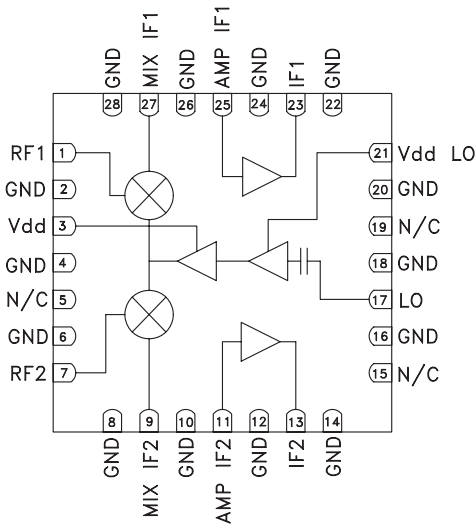 GND
MIX IF1
GND
AMP IF1
GND
IF1
GND
28
27
26
25
24
23
22
RF1 1
GND 2
Vdd 3
GND 4
N/C 5
GND 6
RF2 7
21 Vdd LO
20 GND
19 N/C
18 GND
17 LO
16 GND
15 N/C
8
9
10
11
12
13
14
GND
MIX IF2
GND
AMP IF2
GND
IF2
GND